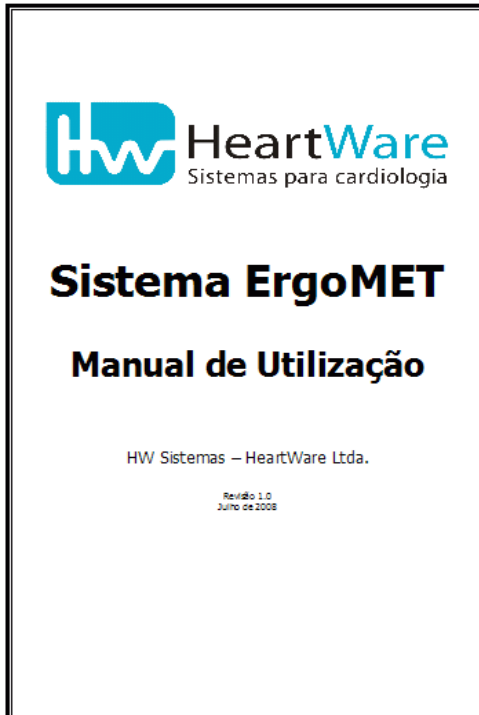 HW HeartWare
Sistemas para cardiologia
Sistema ErgoMET
Manual de Utilização
HW Sistemas – HeartWare Ltda.
Revisão 1.0
Julho de 2008